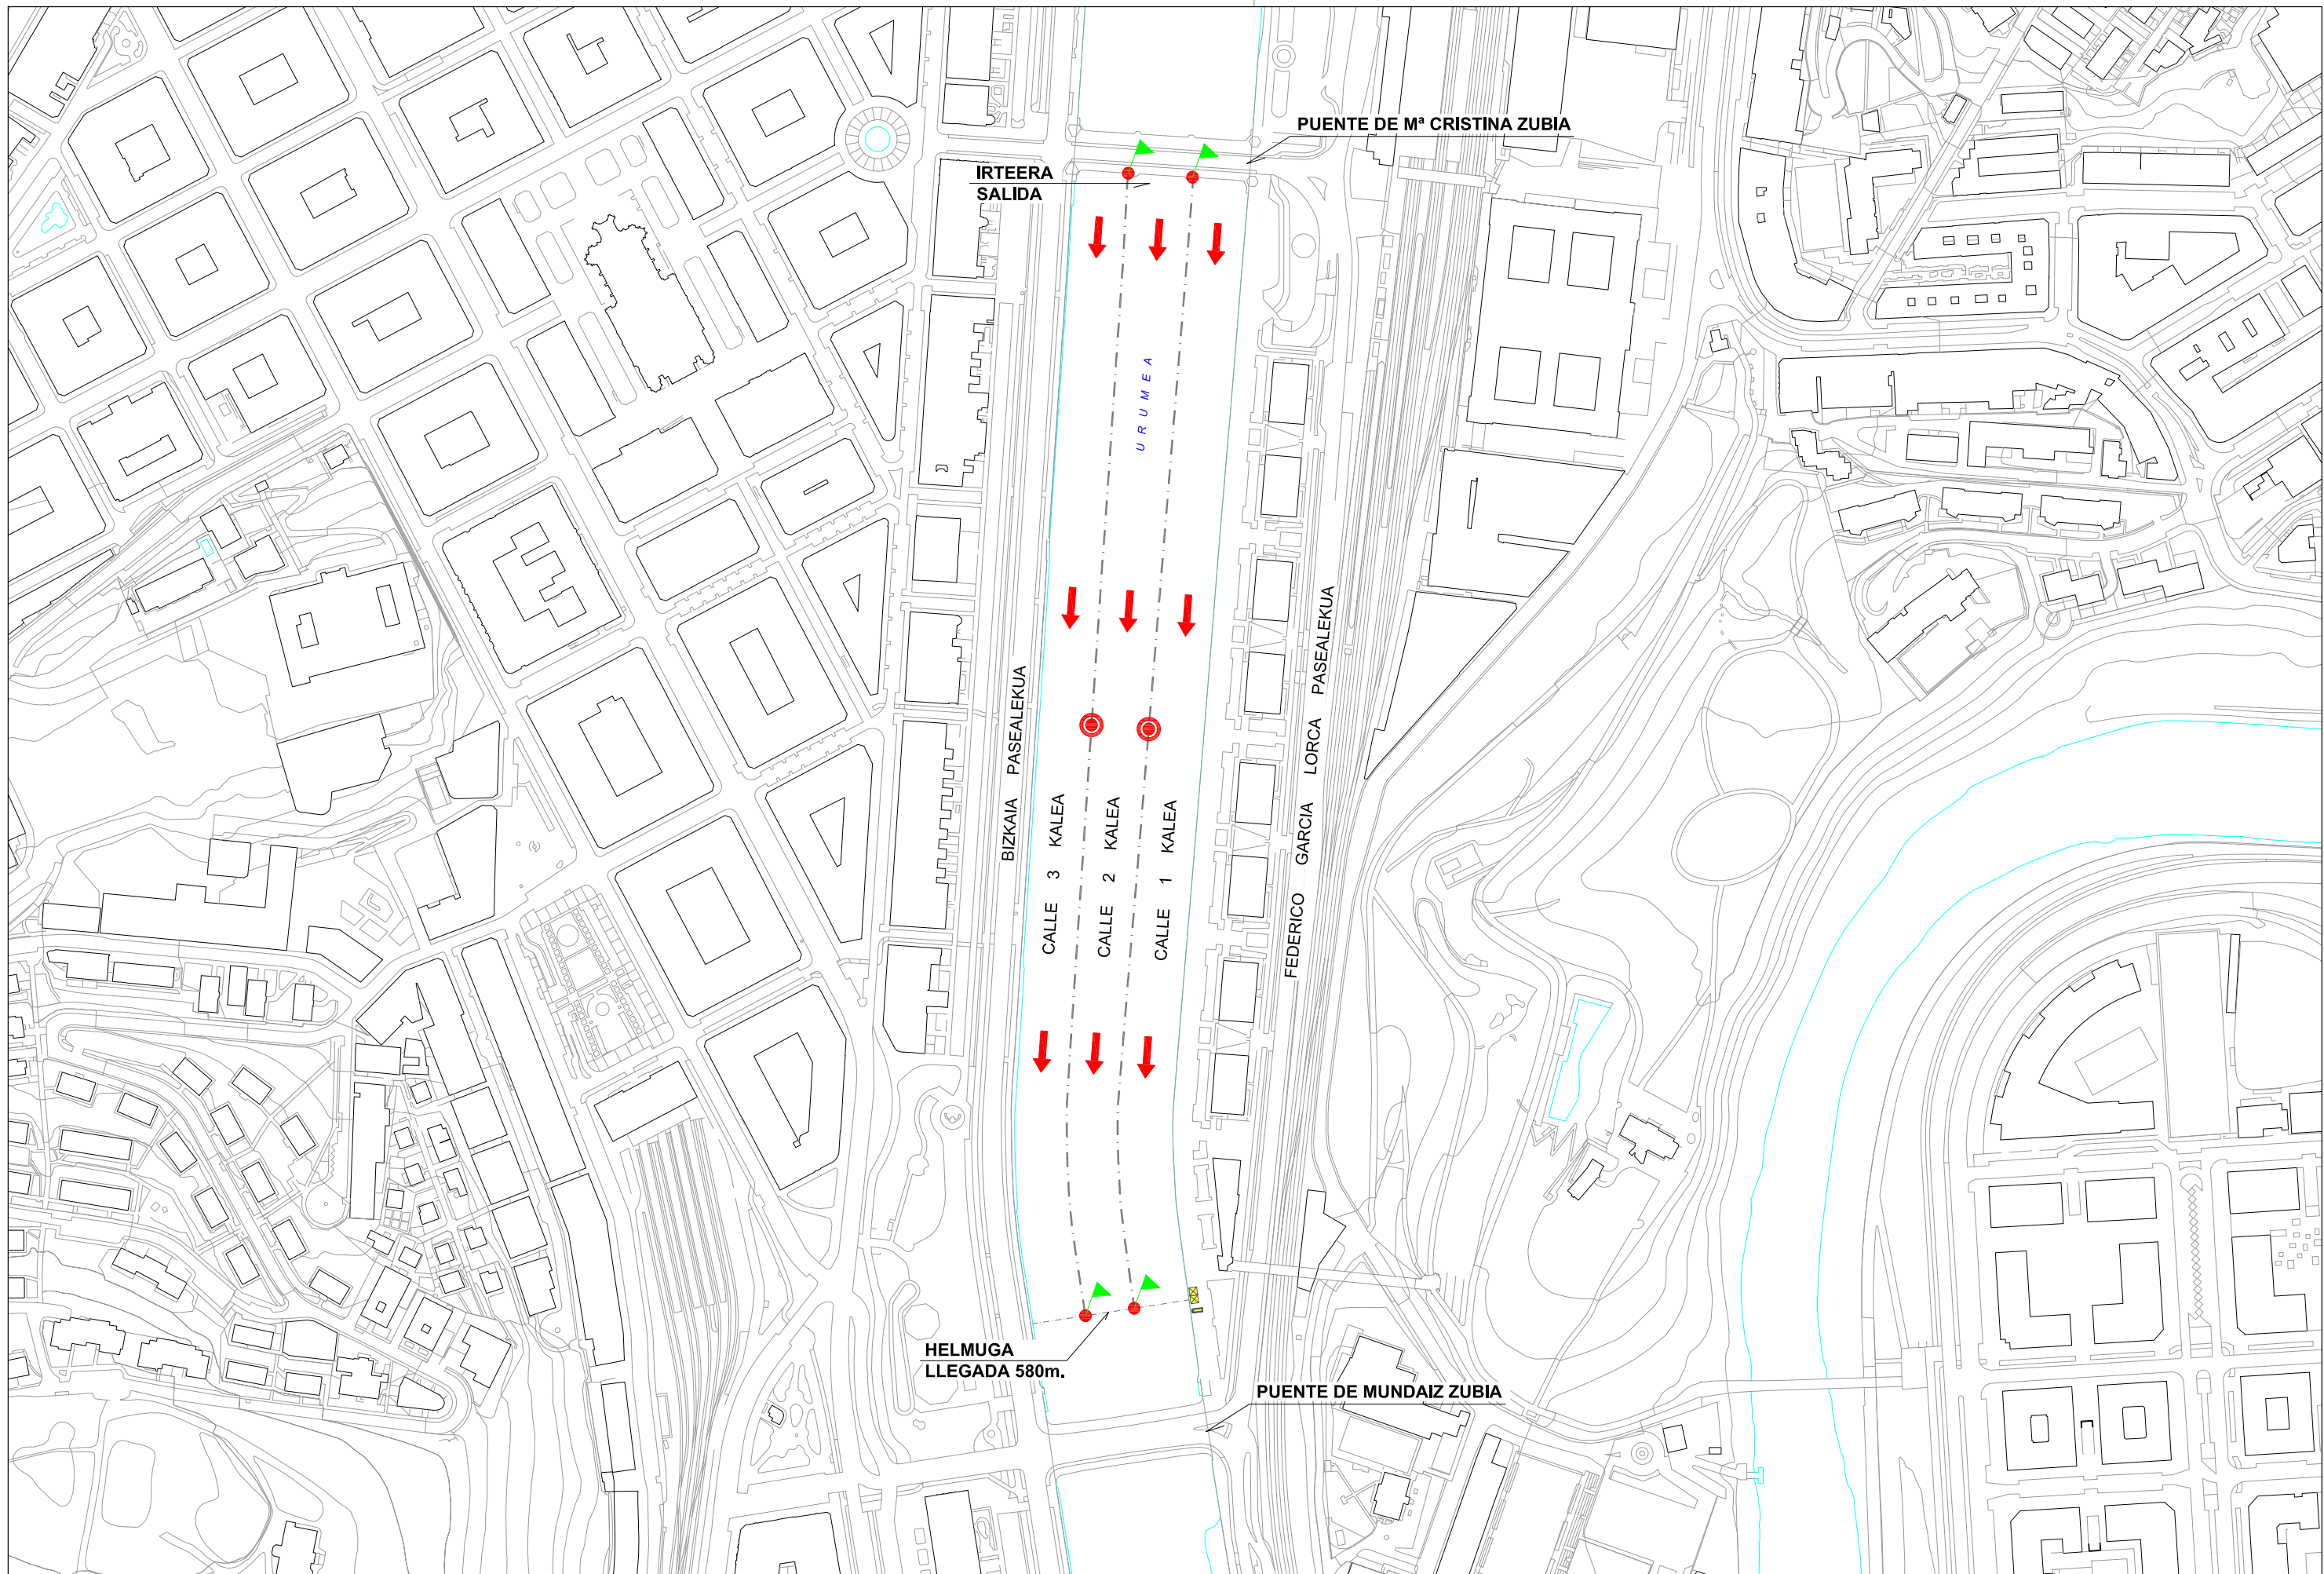 PUENTE DE Mª CRISTINA ZUBIA
IRTEERA
SALIDA
URUMEA
BIZKAIA PASEALEKUA
CALLE 3 KALEA
CALLE 2 KALEA
CALLE 1 KALEA
FEDERICO GARCIA LORCA PASEALEKUA
HELMUGA
LLEGADA 580m.
PUENTE DE MUNDAIZ ZUBIA